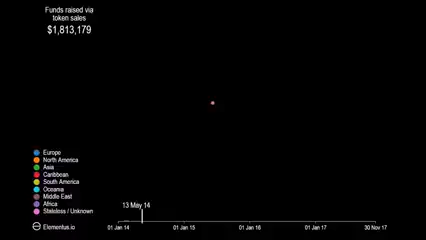 Funds raised via
token sales
$1,813,179
Europe
North America
Asia
Caribbean
South America
Oceania
Middle East
Africa
Stateless / Unknown
Elementus.io
13 May 14
01 Jan 14
01 Jan 15
01 Jan 16
01 Jan 17
30 Nov 17